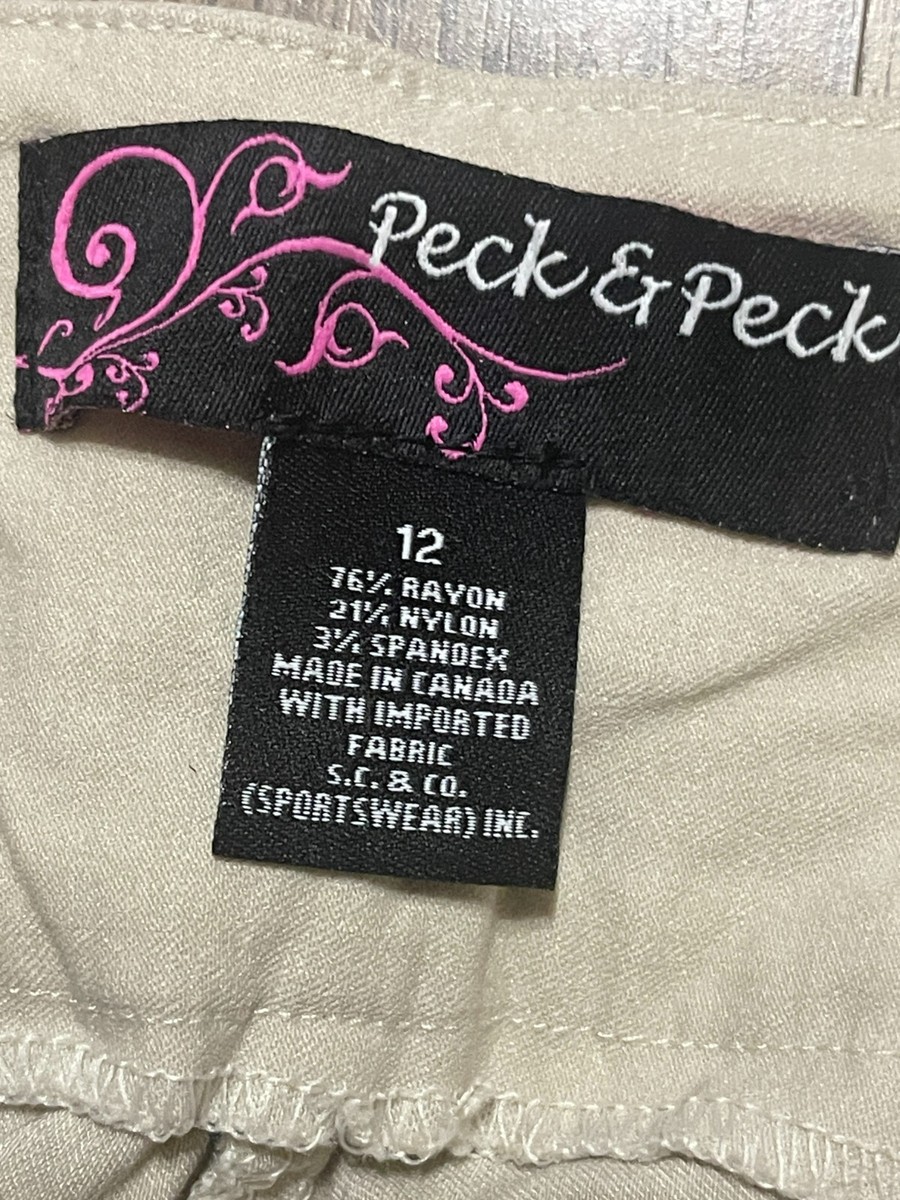 Peck & Peck
12
76% RAYON
21% NYLON
3% SPANDEX
MADE IN CANADA
WITH IMPORTED
FABRIC
S.C. & CO.
(SPORTSWEAR) INC.